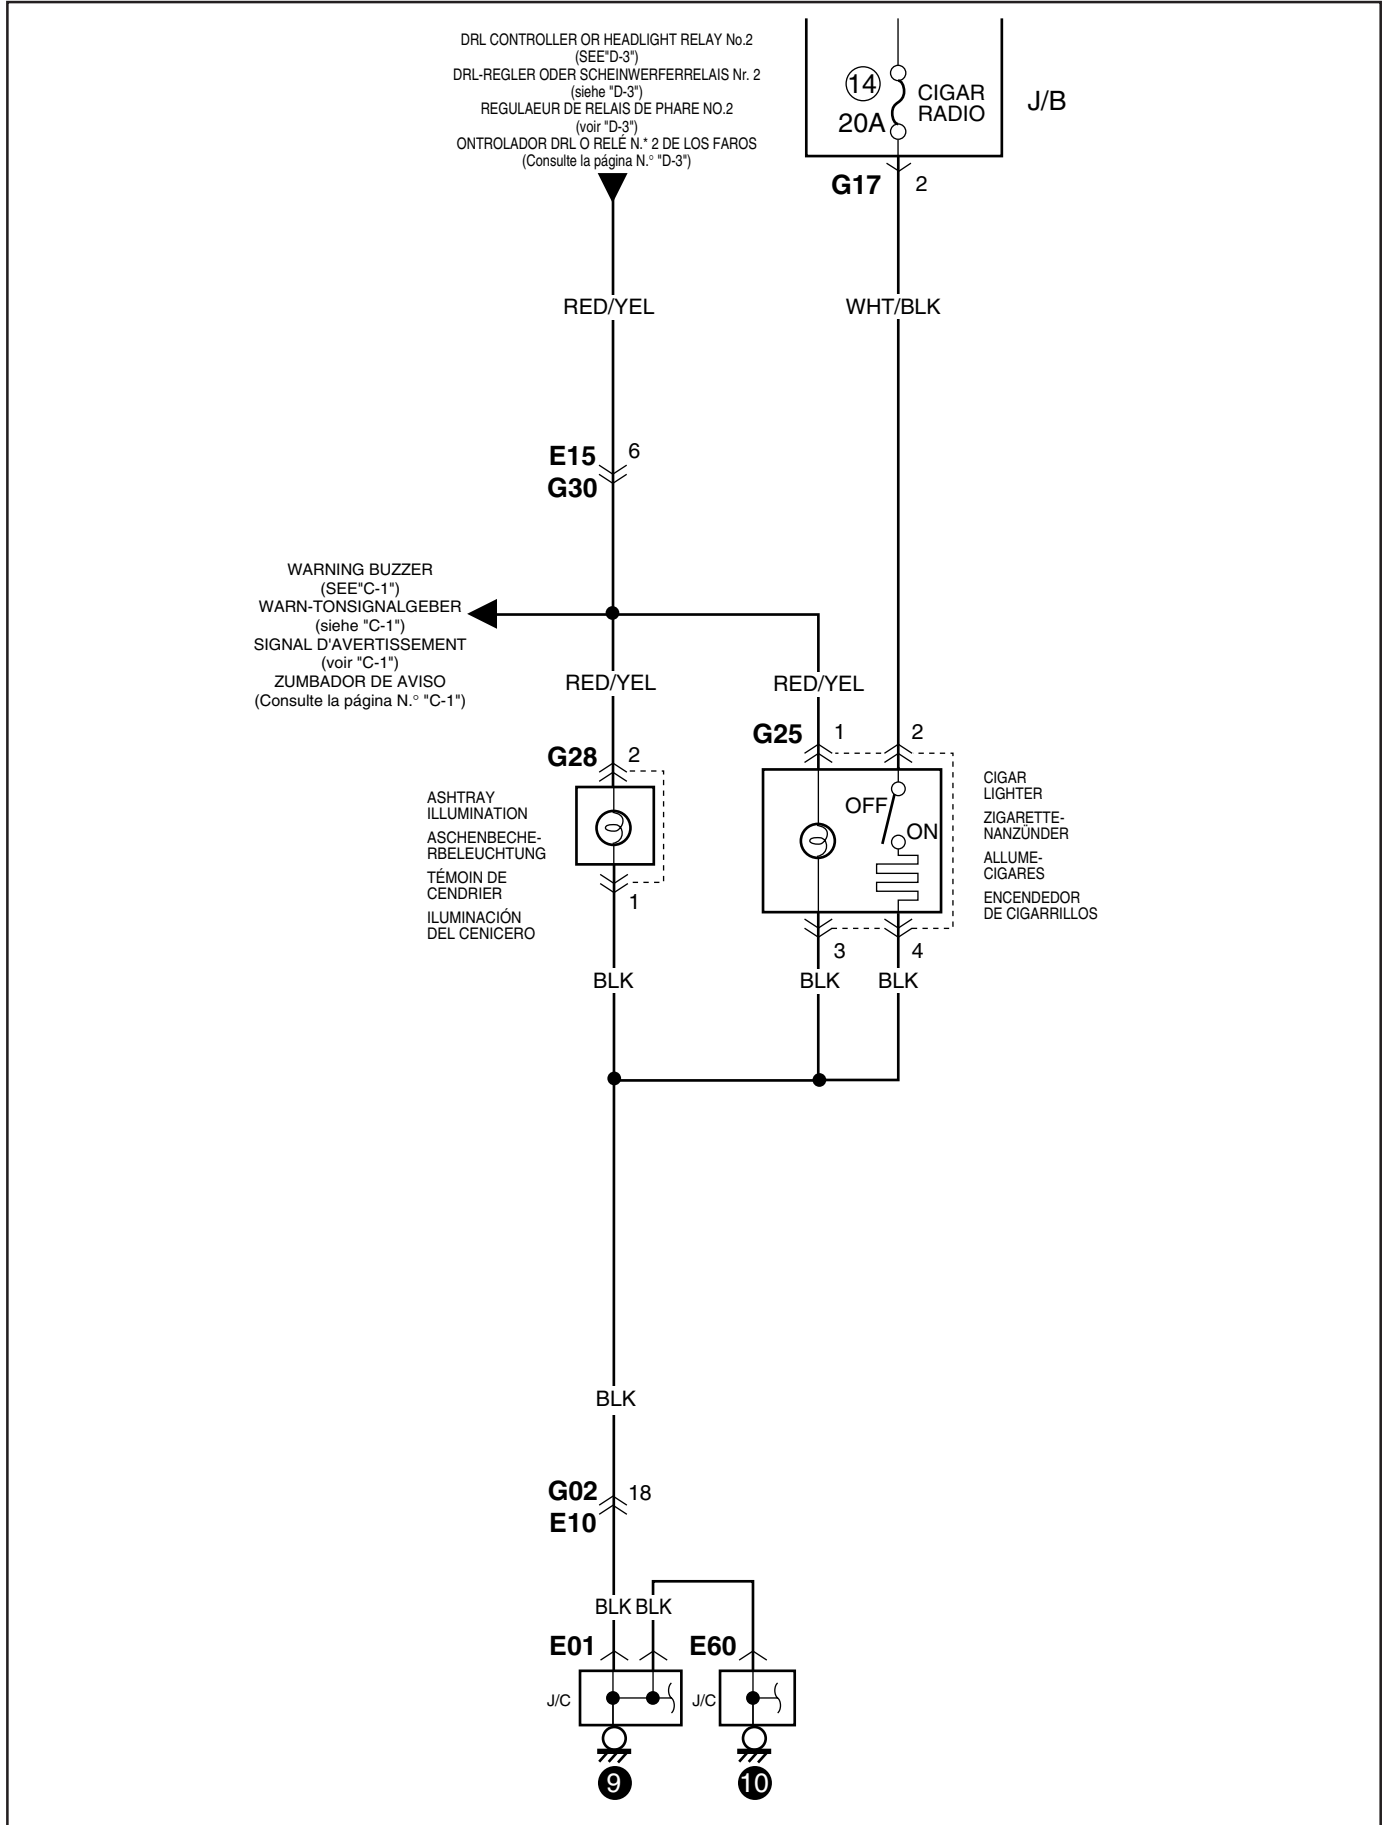 DRL CONTROLLER OR HEADLIGHT RELAY No.2
(SEE"D-3")
DRL-REGLER ODER SCHEINWERFERRELAIS Nr. 2
(siehe "D-3")
REGULAEUR DE RELAIS DE PHARE NO.2
(voir "D-3")
ONTROLADOR DRL O RELÉ N.* 2 DE LOS FAROS
(Consulte la página N.° "D-3")
14
20A
CIGAR
RADIO
J/B
G17 2
RED/YEL
WHT/BLK
E15 6
G30
WARNING BUZZER
(SEE"C-1")
WARN-TONSIGNALGEBER
(siehe "C-1")
SIGNAL D'AVERTISSEMENT
(voir "C-1")
ZUMBADOR DE AVISO
(Consulte la página N.° "C-1")
RED/YEL
RED/YEL
G28 2
G25 1 2
ASHTRAY
ILLUMINATION
ASCHENBECHE-
RBELEUCHTUNG
TÉMOIN DE
CENDRIER
ILUMINACIÓN
DEL CENICERO
1
OFF
ON
CIGAR
LIGHTER
ZIGARETTE-
NANZÜNDER
ALLUME-
CIGARES
ENCENDEDOR
DE CIGARRILLOS
3 4
BLK
BLK
BLK
BLK
G02 18
E10
BLK BLK
E01
E60
J/C
J/C
9
10